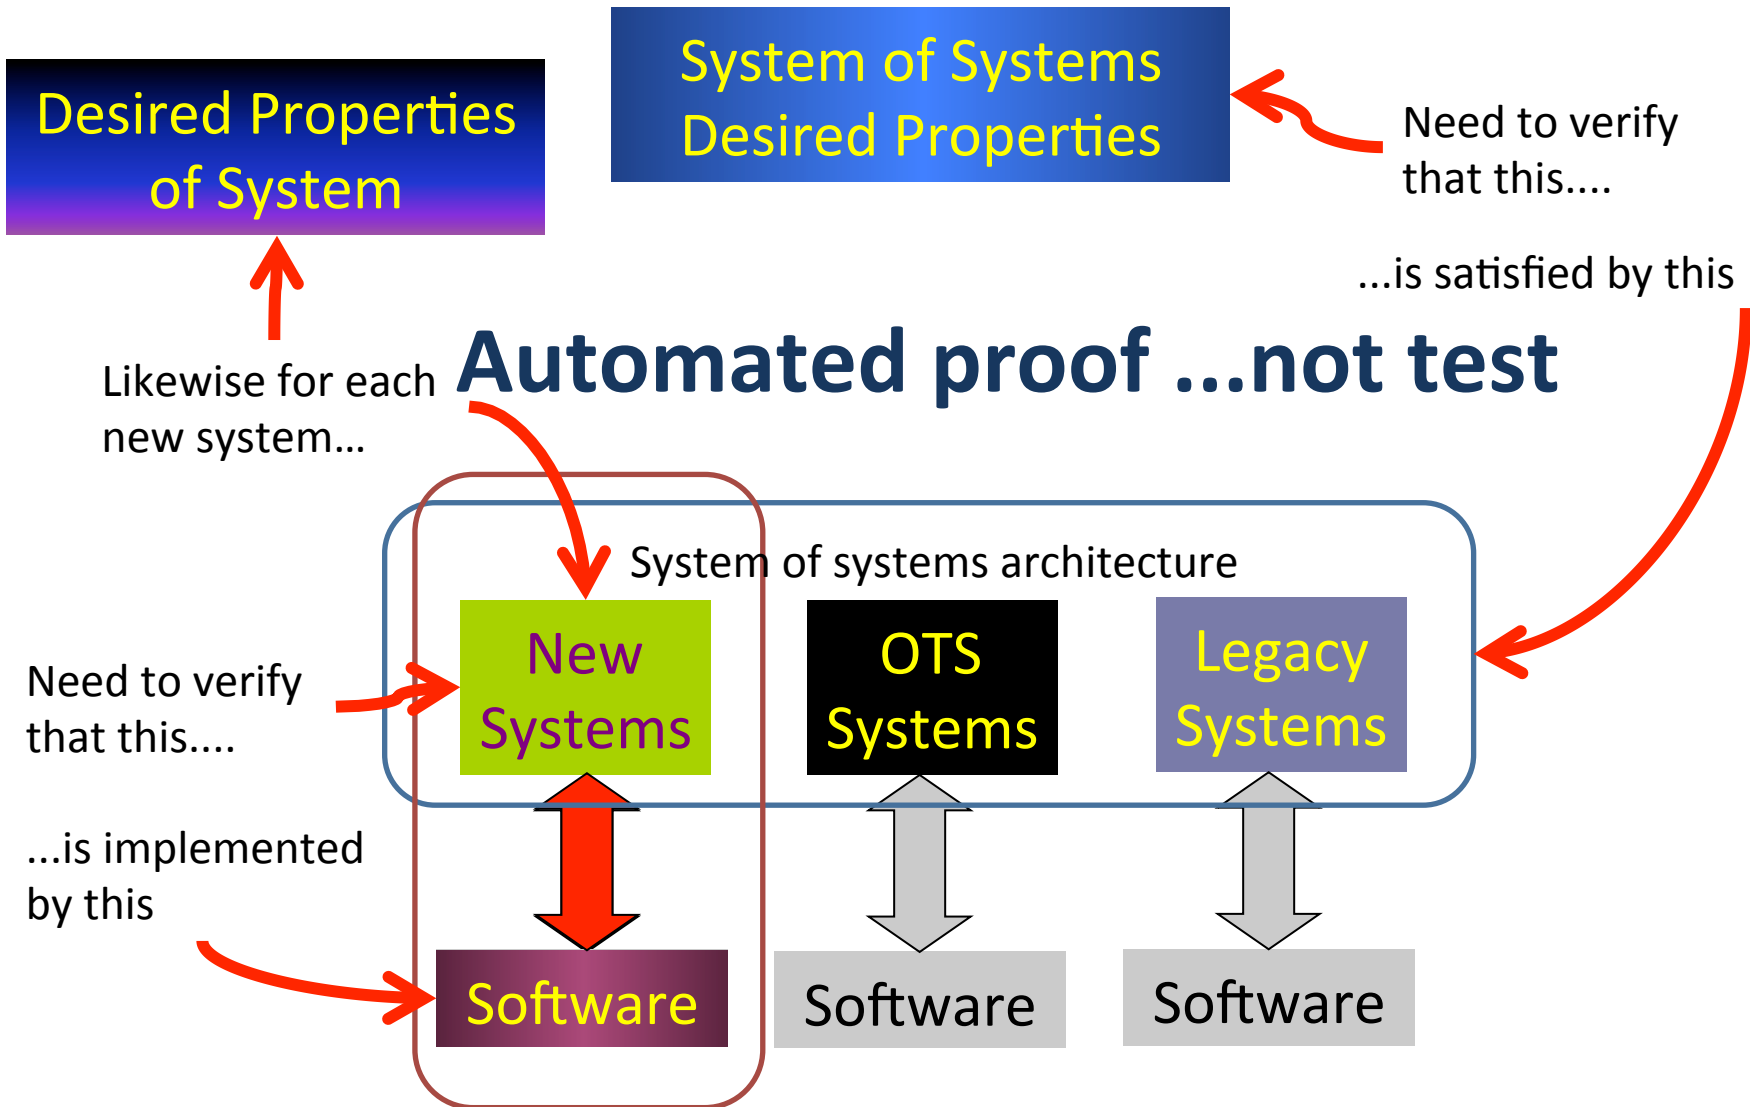 System of Systems
Desired Properties
Desired Properties
of System
Need to verify
that this....
...is satisfied by this
Automated proof ...not test
Likewise for each
new system...
System of systems architecture
New
Systems
OTS
Systems
Legacy
Systems
Need to verify
that this....
...is implemented
by this
Software
Software
Software